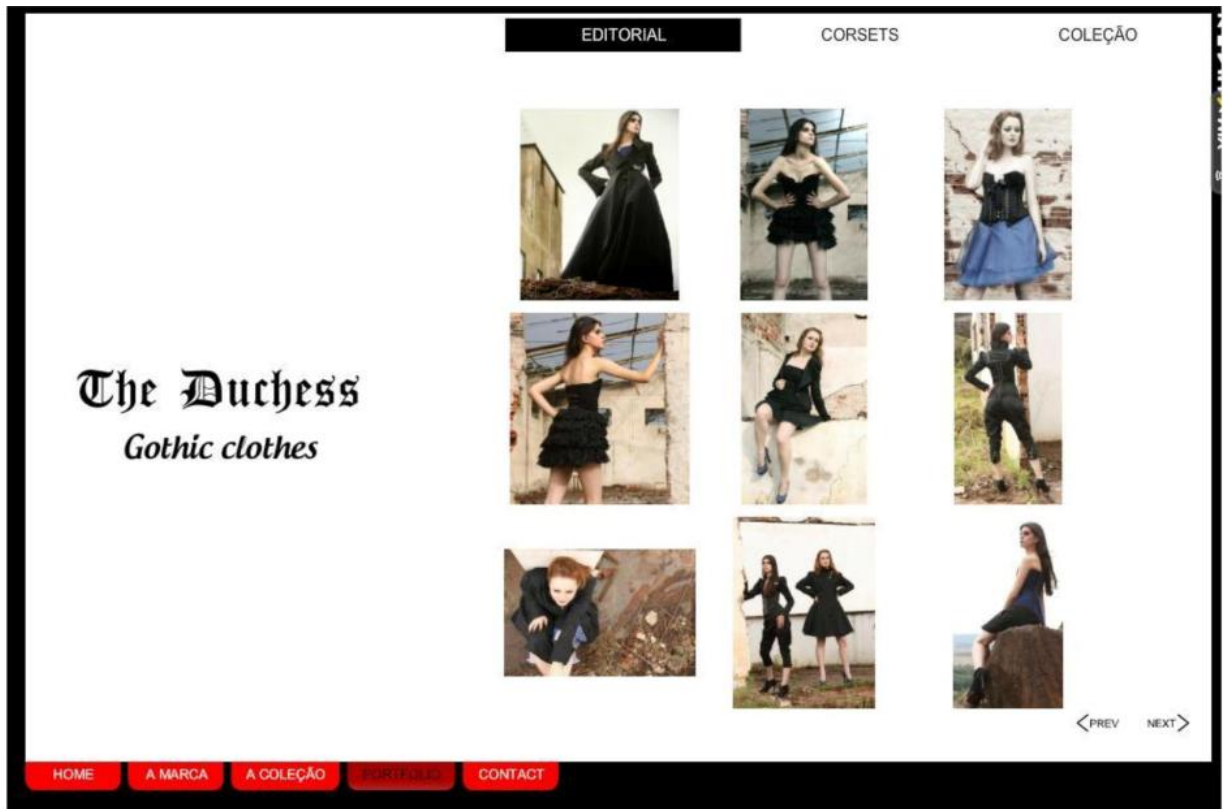 EDITORIAL CORSETS COLEÇÃO
The Duchess
Gothic clothes
PREV NEXT
HOME A MARCA A COLEÇÃO PORTFOLIO CONTACT